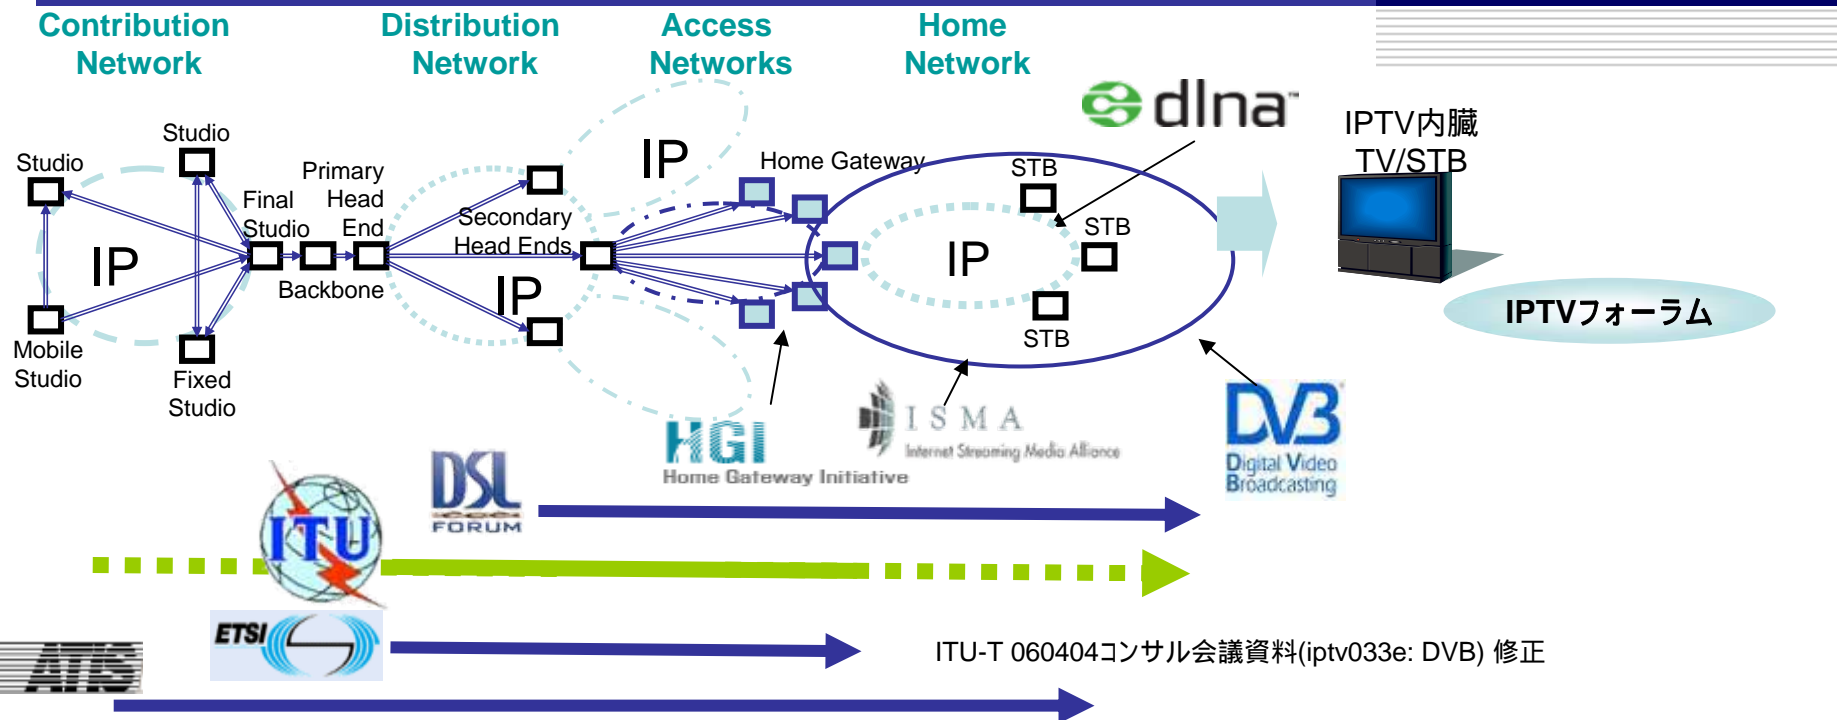 Contribution
Network
Distribution
Network
Access
Networks
Home
Network
dlna
IPTV内臓
TV/STB
Studio
Studio
Primary
Head
End
Final
Studio
IP
Backbone
Mobile
Studio
Fixed
Studio
Secondary
Head Ends
IP
IP
Home Gateway
STB
STB
STB
IP
IPTVフォーラム
HGI
Home Gateway Initiative
ISMA
Internet Streaming Media Alliance
DVB
Digital Video
Broadcasting
DSL
FORUM
ITU
ETSI
ATIS
ITU-T 060404コンサル会議資料(iptv033e: DVB) 修正